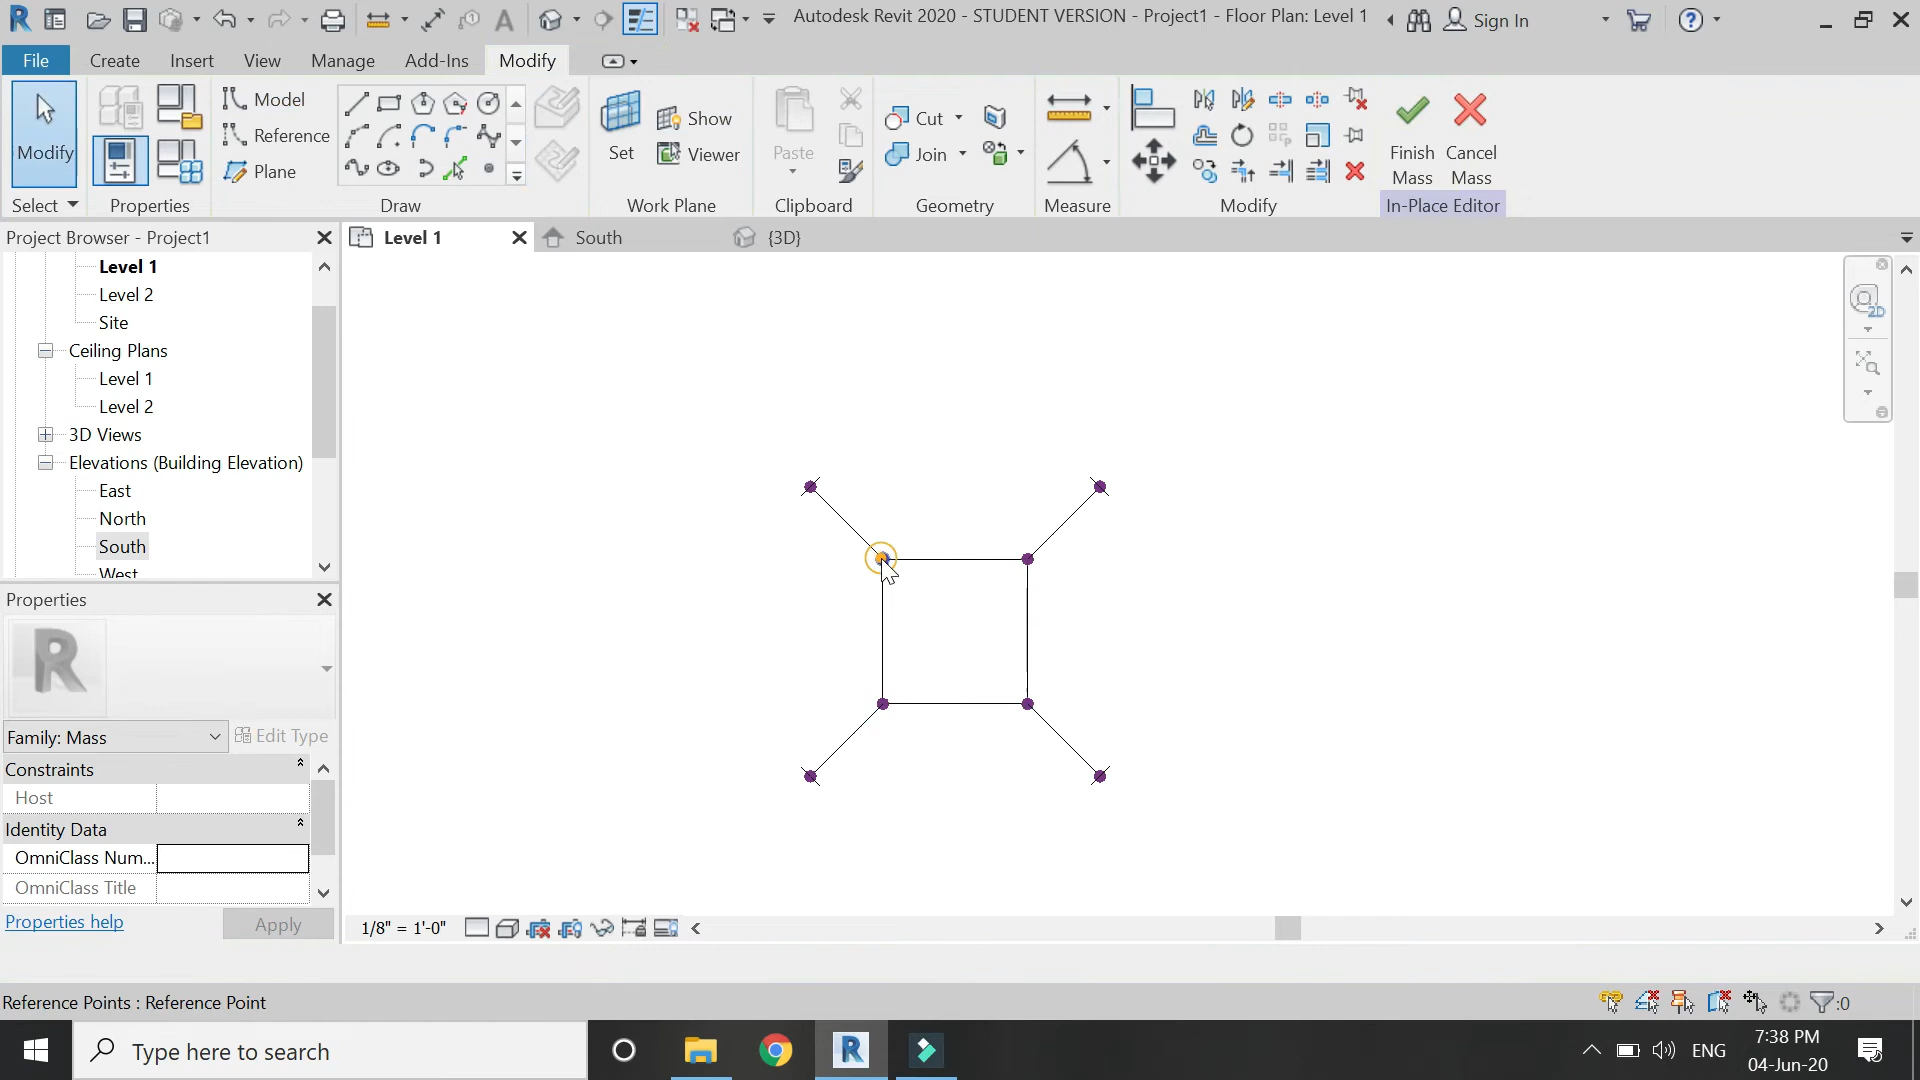 Autodesk Revit 2020 - STUDENT VERSION - Project1 - Floor Plan: Level 1
Sign In
File
Create
Insert
View
Manage
Add-Ins
Modify
Modify
Select
Properties
Model
Reference
Plane
Draw
Set
Show
Viewer
Work Plane
Paste
Clipboard
Cut
Join
Geometry
Measure
Modify
Finish
Mass
Cancel
Mass
In-Place Editor
Project Browser - Project1
Level 1
Level 2
Site
Ceiling Plans
Level 1
Level 2
3D Views
Elevations (Building Elevation)
East
North
South
West
Level 1
South
{3D}
2D
Properties
R
Family: Mass
Edit Type
Constraints
Host
Identity Data
OmniClass Num...
OmniClass Title
Properties help
Apply
1/8" = 1'-0"
Reference Points : Reference Point
:0
Type here to search
ENG
7:38 PM
04-Jun-20